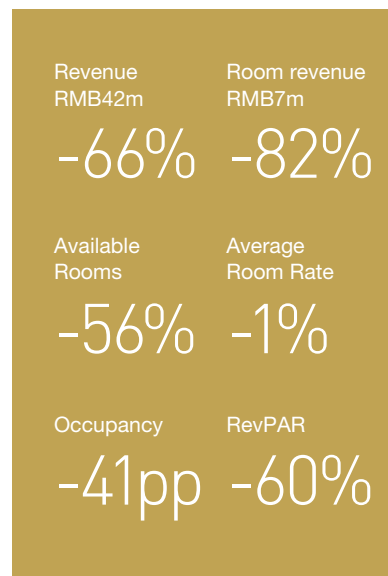 Revenue
RMB42m
-66%
Room revenue
RMB7m
-82%
Available
Rooms
-56%
Average
Room Rate
-1%
Occupancy
-41pp
RevPAR
-60%